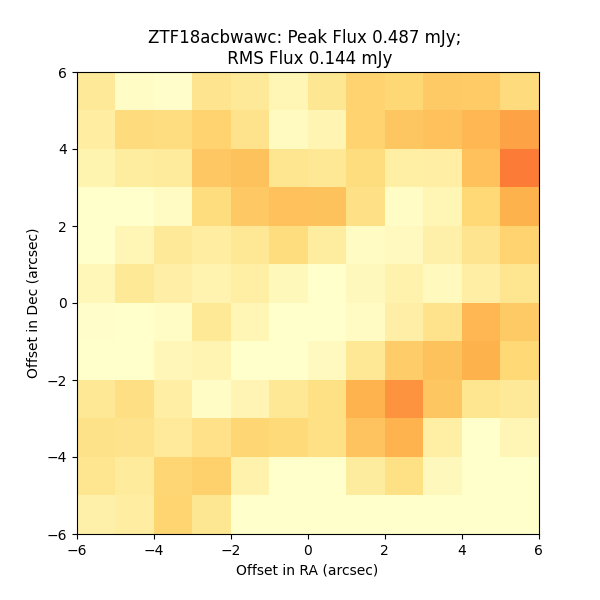 ZTF18acbwawc: Peak Flux 0.487 mJy;
RMS Flux 0.144 mJy
6
4
2
0
−2
−4
−6
Offset in Dec (arcsec)
−6 −4 −2 0 2 4 6
Offset in RA (arcsec)